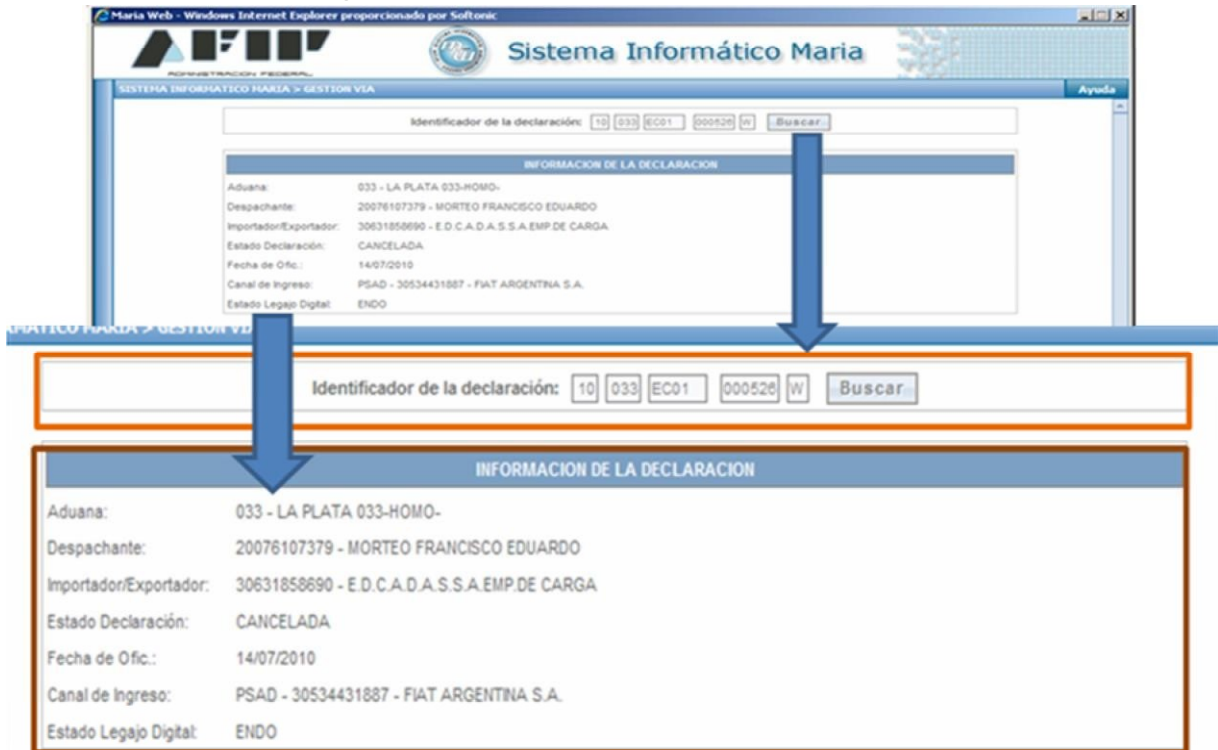 Maria Web - Windows Internet Explorer proporcionado por Softonic
AFIP
ADMINISTRACION FEDERAL
Sistema Informático Maria
SISTEMA INFORMATICO MARIA > GESTION VIA
Ayuda
Identificador de la declaración: 10 033 EC01 000526 W Buscar
INFORMACION DE LA DECLARACION
Aduana: 033 - LA PLATA 033-HOMO-
Despachante: 20076107379 - MORTEO FRANCISCO EDUARDO
Importador/Exportador: 30631858690 - E.D.C.A.D.A.S.S.A.EMP.DE CARGA
Estado Declaración: CANCELADA
Fecha de Ofic.: 14/07/2010
Canal de Ingreso: PSAD - 30534431887 - FIAT ARGENTINA S.A.
Estado Legajo Digital: ENDO
MARIA > GESTION
Identificador de la declaración: 10 033 EC01 000526 W Buscar
INFORMACION DE LA DECLARACION
Aduana: 033 - LA PLATA 033-HOMO-
Despachante: 20076107379 - MORTEO FRANCISCO EDUARDO
Importador/Exportador: 30631858690 - E.D.C.A.D.A.S.S.A.EMP.DE CARGA
Estado Declaración: CANCELADA
Fecha de Ofic.: 14/07/2010
Canal de Ingreso: PSAD - 30534431887 - FIAT ARGENTINA S.A.
Estado Legajo Digital: ENDO